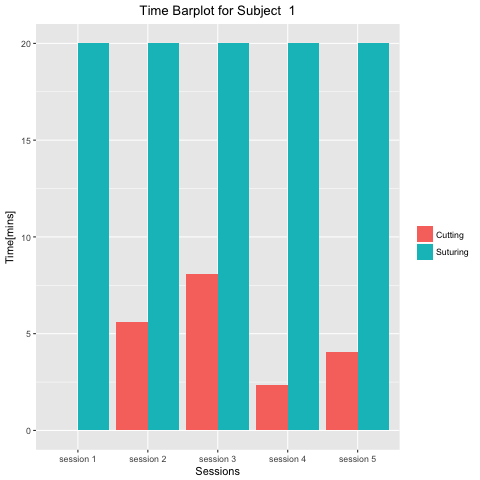 Time Barplot for Subject  1
Time[mins]
20
15
10
5
0
session 1 session 2 session 3 session 4 session 5
Sessions
Cutting
Suturing